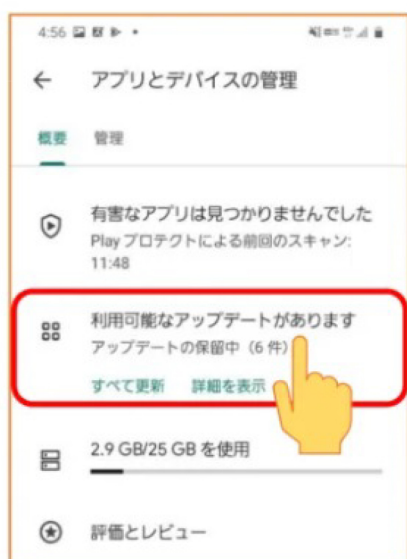 4:56
アプリとデバイスの管理
概要 管理
有害なアプリは見つかりませんでした
Play プロテクトによる前回のスキャン:
11:48
利用可能なアップデートがあります
アップデートの保留中（6 件）
すべて更新 詳細を表示
2.9 GB/25 GB を使用
評価とレビュー